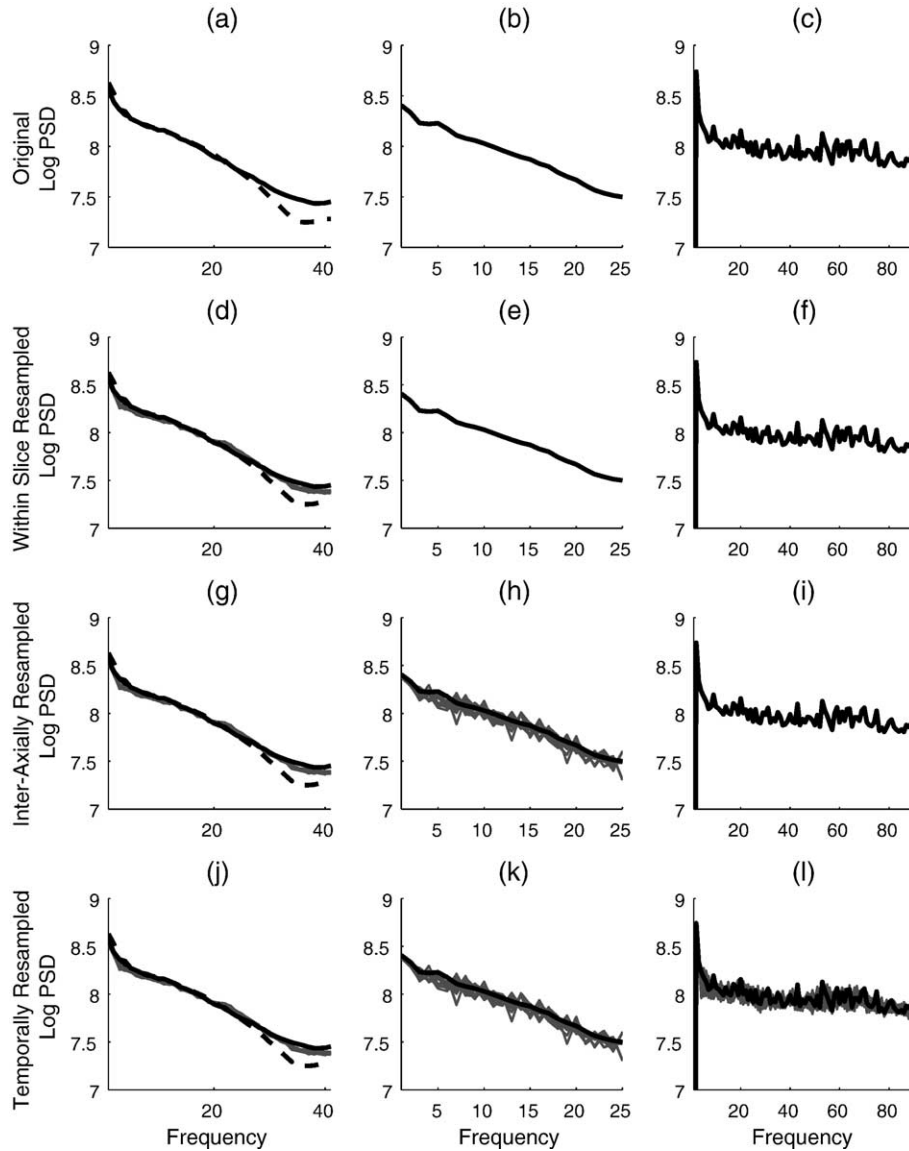 (a) (b) (c)
Original
Log PSD
9 9 9
8.5 8.5 8.5
8 8 8
7.5 7.5 7.5
7 7 7
20 40 5 10 15 20 25 20 40 60 80
(d) (e) (f)
Within Slice Resampled
Log PSD
9 9 9
8.5 8.5 8.5
8 8 8
7.5 7.5 7.5
7 7 7
20 40 5 10 15 20 25 20 40 60 80
(g) (h) (i)
Inter-Axially Resampled
Log PSD
9 9 9
8.5 8.5 8.5
8 8 8
7.5 7.5 7.5
7 7 7
20 40 5 10 15 20 25 20 40 60 80
(j) (k) (l)
Temporally Resampled
Log PSD
9 9 9
8.5 8.5 8.5
8 8 8
7.5 7.5 7.5
7 7 7
20 40 5 10 15 20 25 20 40 60 80
Frequency Frequency Frequency